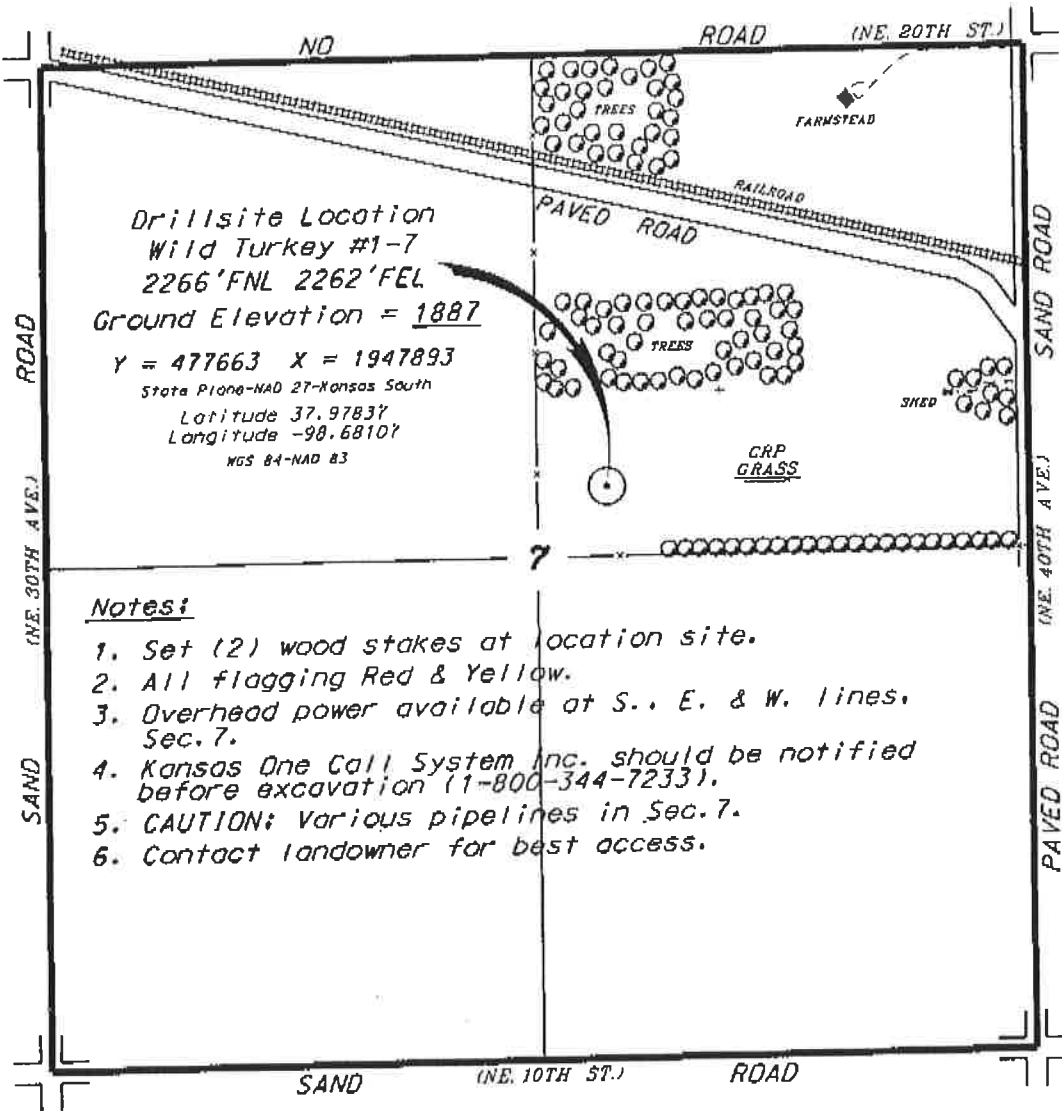 NO ROAD (NE. 20TH ST.)
TREES
FARMSTEAD
RAILROAD
PAVED ROAD
Drillsite Location
Wild Turkey #1-7
2266'FNL 2262'FEL
Ground Elevation = 1887
Y = 477663 X = 1947893
State Plane-NAD 27-Kansas South
Latitude 37.97837
Longitude -98.68107
WGS 84-NAD 83
TREES
SHED
CRP
GRASS
7
Notes:
1. Set (2) wood stakes at location site.
2. All flagging Red & Yellow.
3. Overhead power available at S., E. & W. lines,
Sec. 7.
4. Kansas One Call System Inc. should be notified
before excavation (1-800-344-7233).
5. CAUTION: Various pipelines in Sec. 7.
6. Contact landowner for best access.
SAND (NE. 30TH AVE.) ROAD
PAVED ROAD (NE. 40TH AVE.) SAND ROAD
SAND (NE. 10TH ST.) ROAD